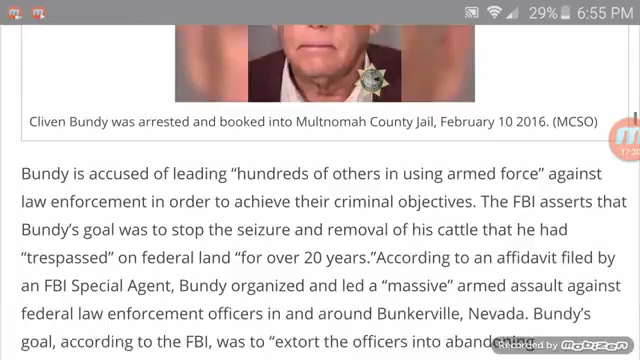 29% 6:55 PM
Cliven Bundy was arrested and booked into Multnomah County Jail, February 10 2016. (MCSO)
17:30
Bundy is accused of leading “hundreds of others in using armed force” against
law enforcement in order to achieve their criminal objectives. The FBI asserts that
Bundy’s goal was to stop the seizure and removal of his cattle that he had
“trespassed” on federal land “for over 20 years.”According to an affidavit filed by
an FBI Special Agent, Bundy organized and led a “massive” armed assault against
federal law enforcement officers in and around Bunkerville, Nevada. Bundy’s
goal, according to the FBI, was to “extort the officers into abandoning
Recorded by mobizen